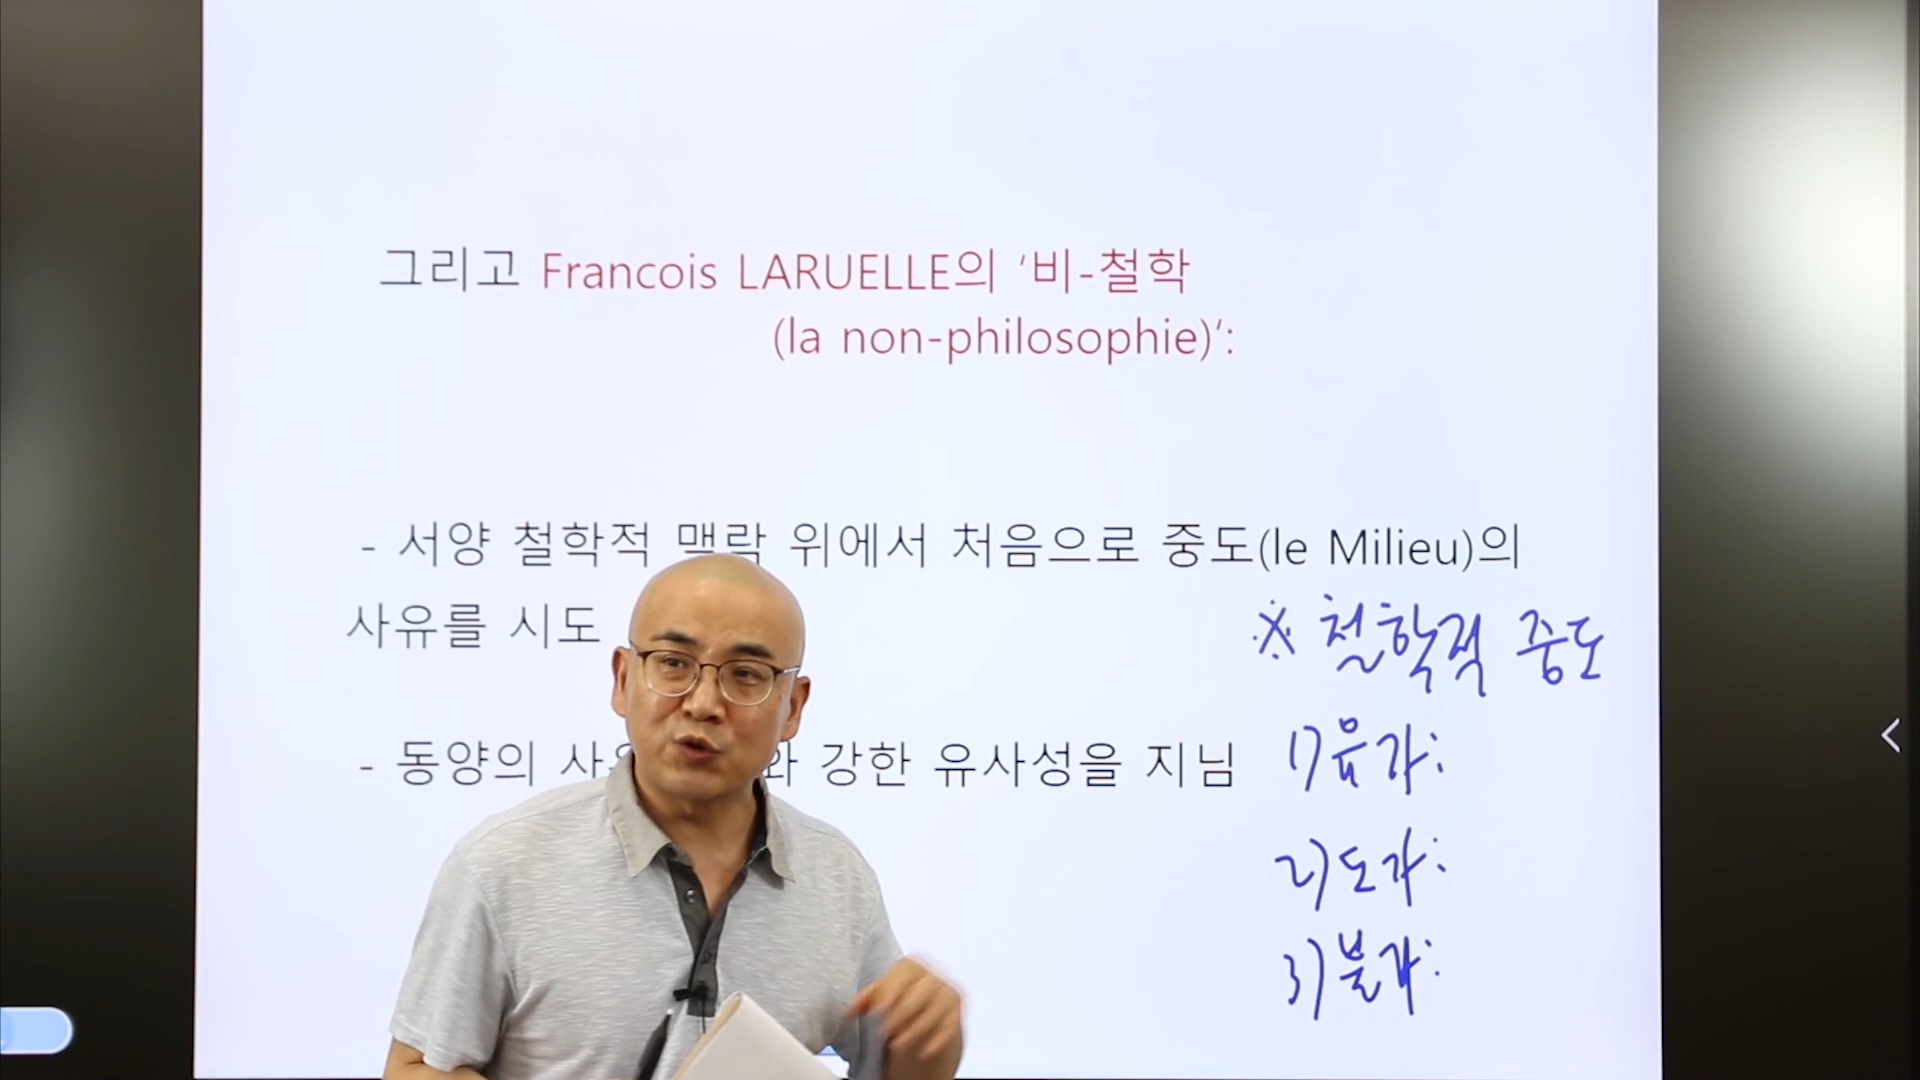 그리고 Francois LARUELLE의 ‘비-철학
(la non-philosophie)‘:
- 서양 철학적 맥락 위에서 처음으로 중도(le Milieu)의
사유를 시도
※ 철학적 중도
- 동양의 강한 유사성을 지님
1) 유가:
2) 도가:
3) 불가: